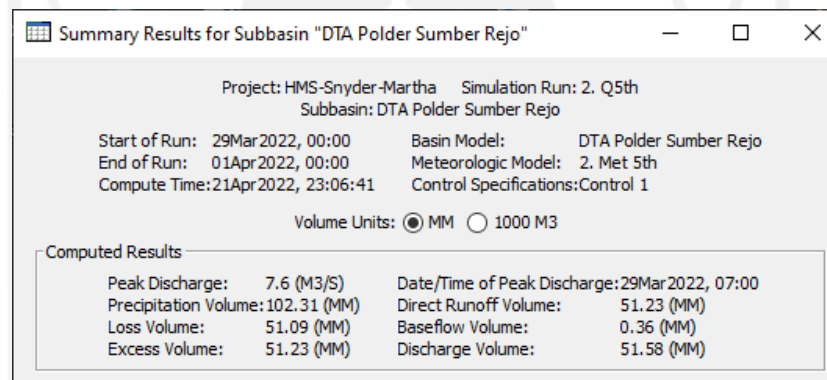 Summary Results for Subbasin "DTA Polder Sumber Rejo"
Project: HMS-Snyder-Martha Simulation Run: 2. Q5th
Subbasin: DTA Polder Sumber Rejo
Start of Run: 29Mar2022, 00:00 Basin Model: DTA Polder Sumber Rejo
End of Run: 01Apr2022, 00:00 Meteorologic Model: 2. Met 5th
Compute Time:21Apr2022, 23:06:41 Control Specifications:Control 1
Volume Units: MM 1000 M3
Computed Results
Peak Discharge: 7.6 (M3/S) Date/Time of Peak Discharge:29Mar2022, 07:00
Precipitation Volume:102.31 (MM) Direct Runoff Volume: 51.23 (MM)
Loss Volume: 51.09 (MM) Baseflow Volume: 0.36 (MM)
Excess Volume: 51.23 (MM) Discharge Volume: 51.58 (MM)